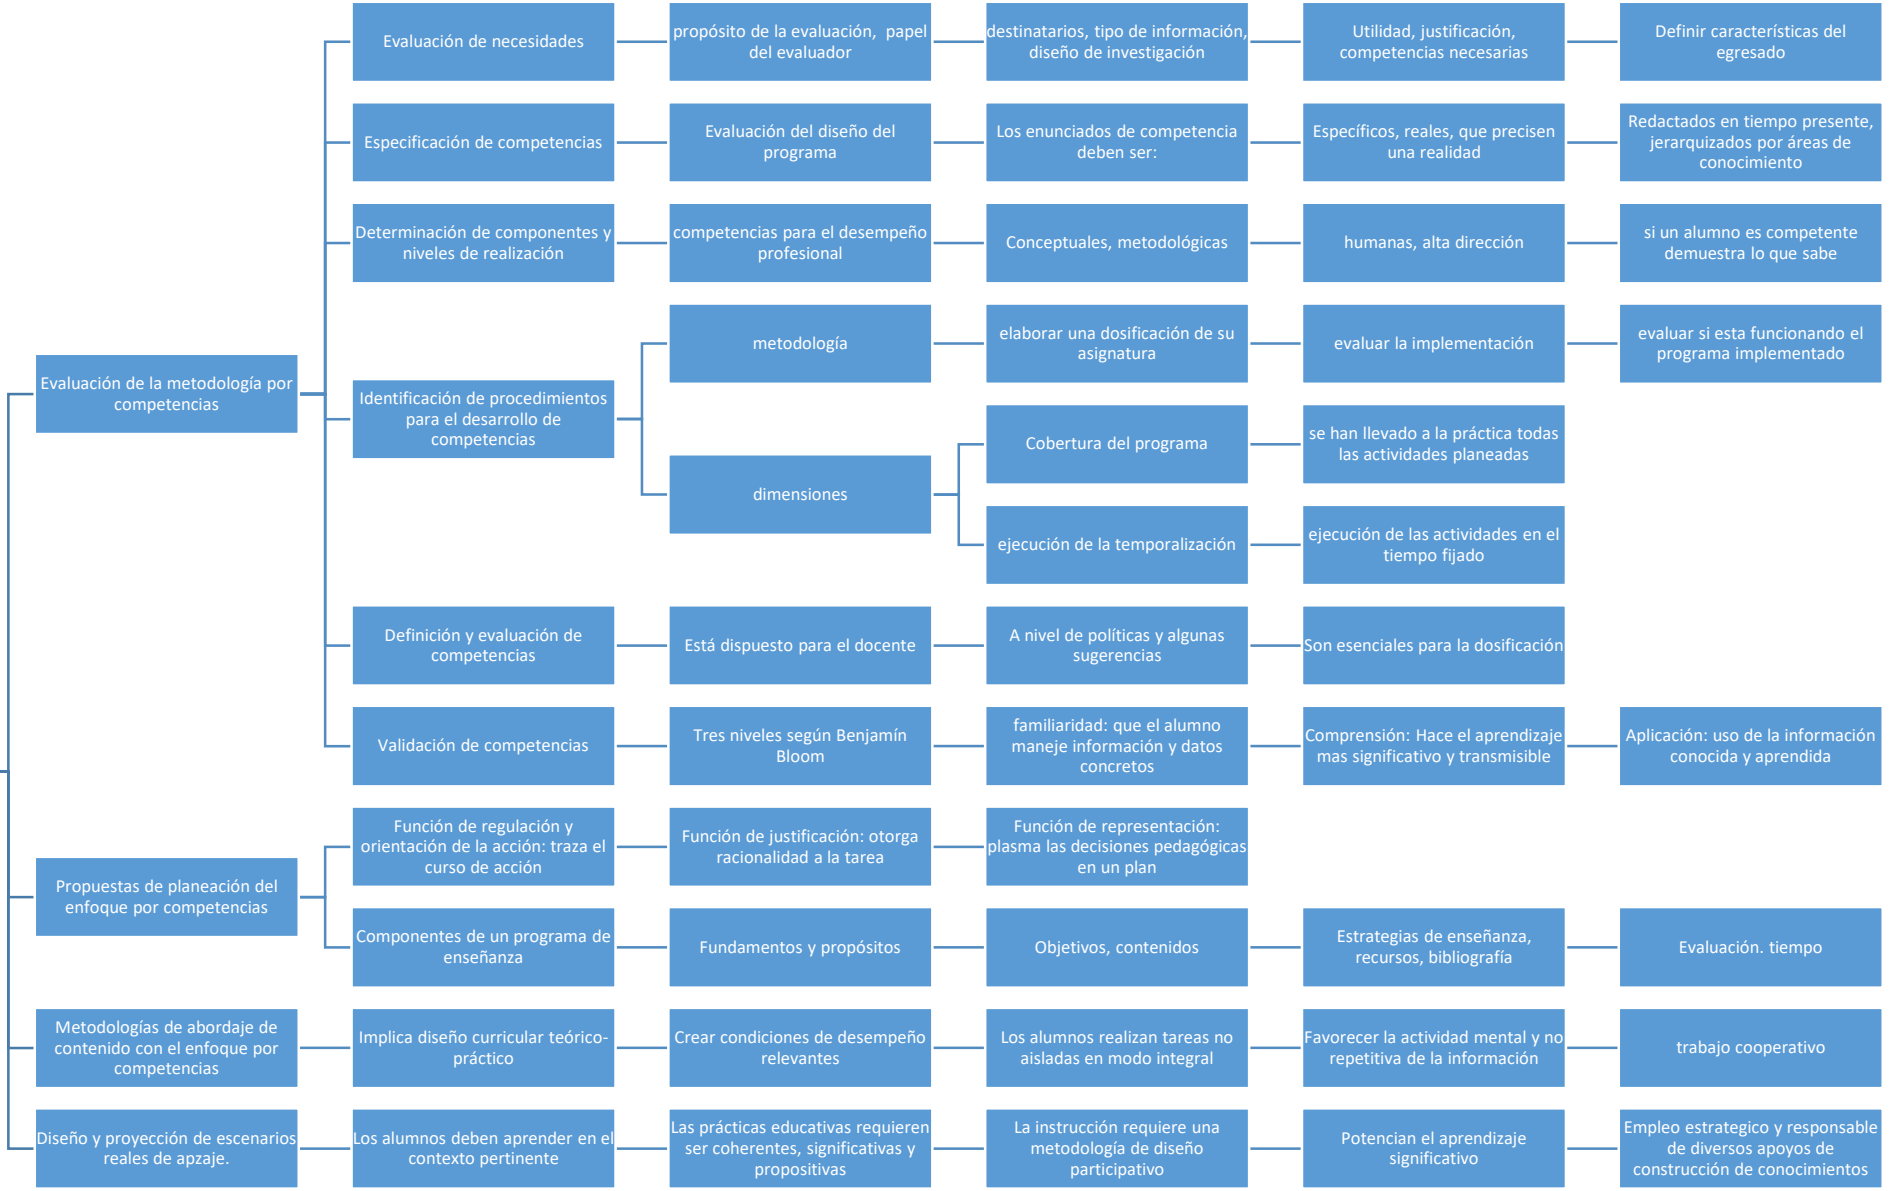 Evaluación de necesidades
propósito de la evaluación, papel
del evaluador
destinatarios, tipo de información,
diseño de investigación
Utilidad, justificación,
competencias necesarias
Definir características del
egresado
Especificación de competencias
Evaluación del diseño del
programa
Los enunciados de competencia
deben ser:
Específicos, reales, que precisen
una realidad
Redactados en tiempo presente,
jerarquizados por áreas de
conocimiento
Determinación de componentes y
niveles de realización
competencias para el desempeño
profesional
Conceptuales, metodológicas
humanas, alta dirección
si un alumno es competente
demuestra lo que sabe
Evaluación de la metodología por
competencias
Identificación de procedimientos
para el desarrollo de
competencias
metodología
elaborar una dosificación de su
asignatura
evaluar la implementación
evaluar si esta funcionando el
programa implementado
dimensiones
Cobertura del programa
se han llevado a la práctica todas
las actividades planeadas
ejecución de la temporalización
ejecución de las actividades en el
tiempo fijado
Definición y evaluación de
competencias
Está dispuesto para el docente
A nivel de políticas y algunas
sugerencias
Son esenciales para la dosificación
Validación de competencias
Tres niveles según Benjamín
Bloom
familiaridad: que el alumno
maneje información y datos
concretos
Comprensión: Hace el aprendizaje
mas significativo y transmisible
Aplicación: uso de la información
conocida y aprendida
Propuestas de planeación del
enfoque por competencias
Función de regulación y
orientación de la acción: traza el
curso de acción
Función de justificación: otorga
racionalidad a la tarea
Función de representación:
plasma las decisiones pedagógicas
en un plan
Componentes de un programa de
enseñanza
Fundamentos y propósitos
Objetivos, contenidos
Estrategias de enseñanza,
recursos, bibliografía
Evaluación. tiempo
Metodologías de abordaje de
contenido con el enfoque por
competencias
Implica diseño curricular teórico-
práctico
Crear condiciones de desempeño
relevantes
Los alumnos realizan tareas no
aisladas en modo integral
Favorecer la actividad mental y no
repetitiva de la información
trabajo cooperativo
Diseño y proyección de escenarios
reales de apzaje.
Los alumnos deben aprender en el
contexto pertinente
Las prácticas educativas requieren
ser coherentes, significativas y
propositivas
La instrucción requiere una
metodología de diseño
participativo
Potencian el aprendizaje
significativo
Empleo estrategico y responsable
de diversos apoyos de
construcción de conocimientos